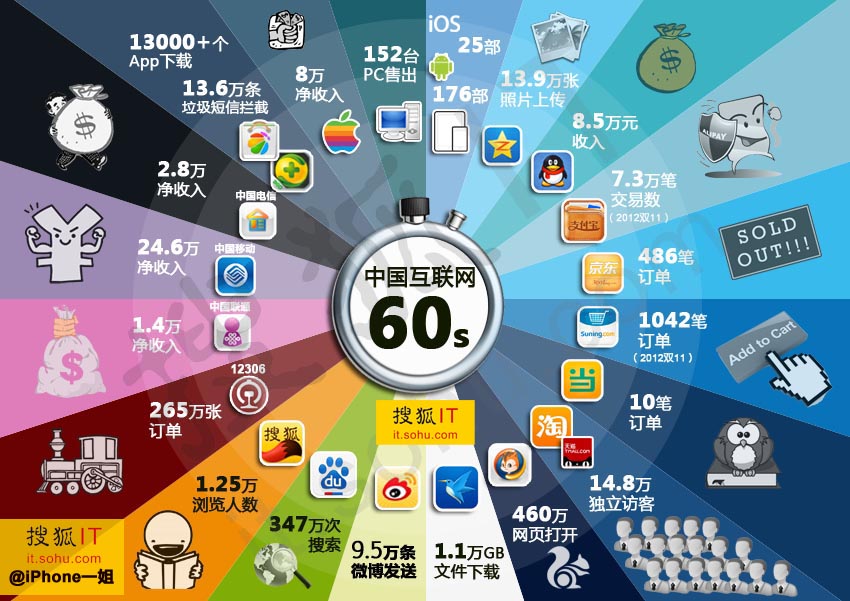 中国互联网
60s
搜狐IT
it.sohu.com
iOS
25部
176部
13.9万张
照片上传
8.5万元
收入
ALIPAY
7.3万笔
交易数
（2012双11）
支付宝
486笔
订单
京东
SOLD
OUT!!!
1042笔
订单
（2012双11）
Suning.com
Add to Cart
10笔
订单
当
14.8万
独立访客
淘
天猫
TMALL.COM
460万
网页打开
1.1万GB
文件下载
9.5万条
微博发送
347万次
搜索
du
1.25万
浏览人数
搜狐
265万张
订单
12306
1.4万
净收入
中国联通
24.6万
净收入
中国移动
2.8万
净收入
中国电信
13000+个
App下载
13.6万条
垃圾短信拦截
8万
净收入
152台
PC售出
搜狐IT
it.sohu.com
@iPhone一姐